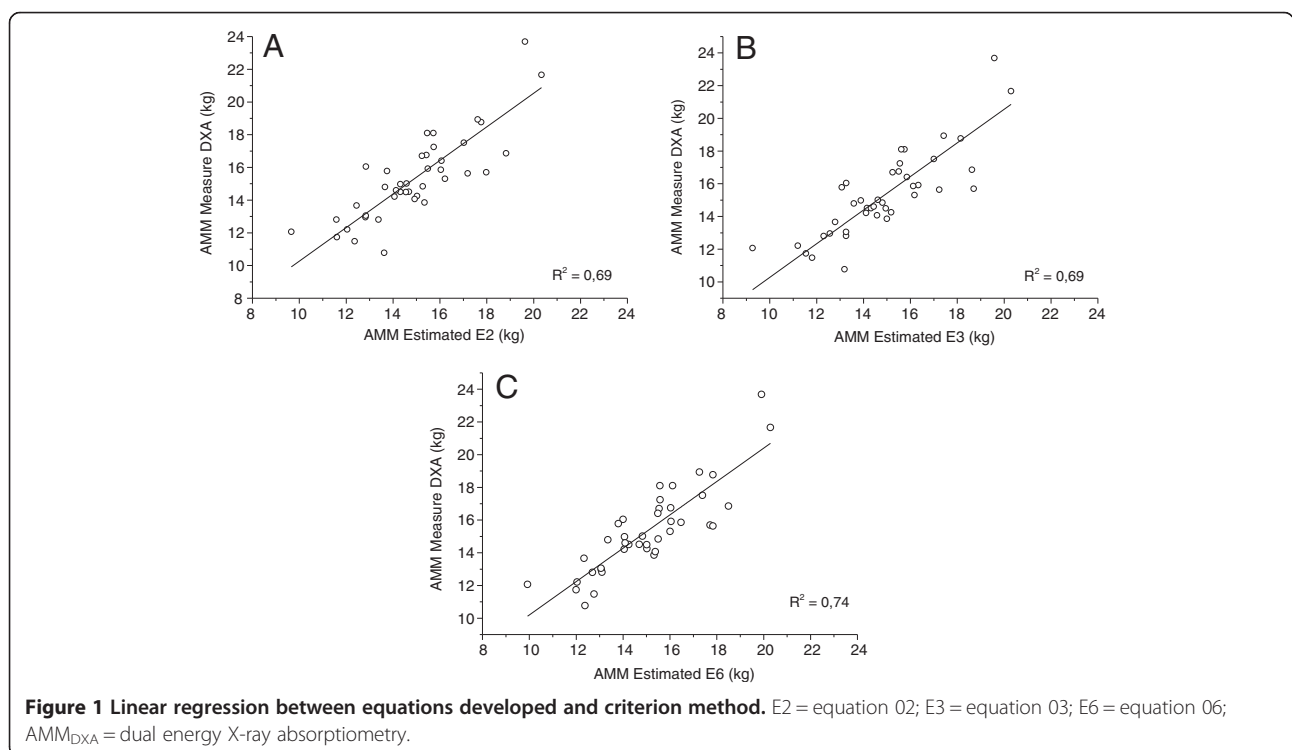 A
24
22
20
18
16
14
12
10
8
AMM Measure DXA (kg)
R² = 0,69
8 10 12 14 16 18 20 22 24
AMM Estimated E2 (kg)
B
24
22
20
18
16
14
12
10
AMM Measure DXA (kg)
R² = 0,69
10 12 14 16 18 20 22 24
AMM Estimated E3 (kg)
C
24
22
20
18
16
14
12
10
AMM Measure DXA (kg)
R² = 0,74
8 10 12 14 16 18 20 22 24
AMM Estimated E6 (kg)
Figure 1 Linear regression between equations developed and criterion method. E2 = equation 02; E3 = equation 03; E6 = equation 06;
AMM_DXA = dual energy X-ray absorptiometry.